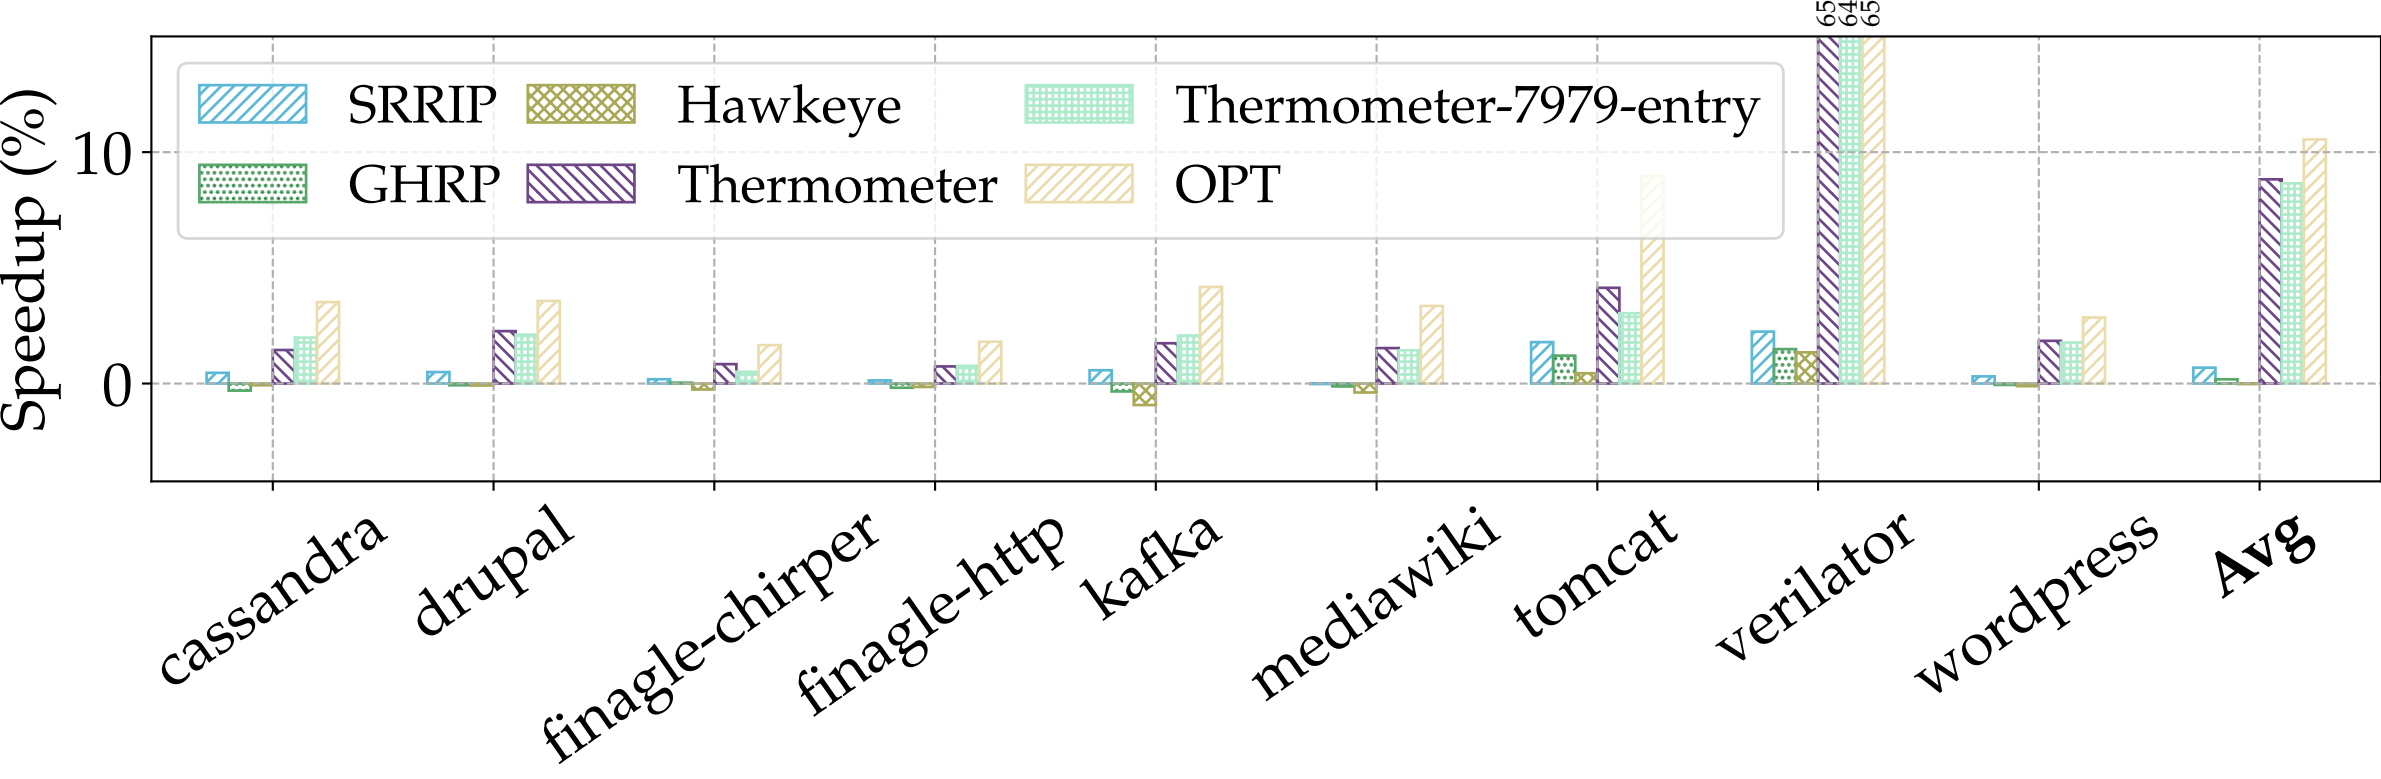 65
64
65
Speedup (%)
10
0
SRRIP
GHRP
Hawkeye
Thermometer
Thermometer-7979-entry
OPT
cassandra
drupal
finagle-chirper
finagle-http
kafka
mediawiki
tomcat
verilator
wordpress
Avg